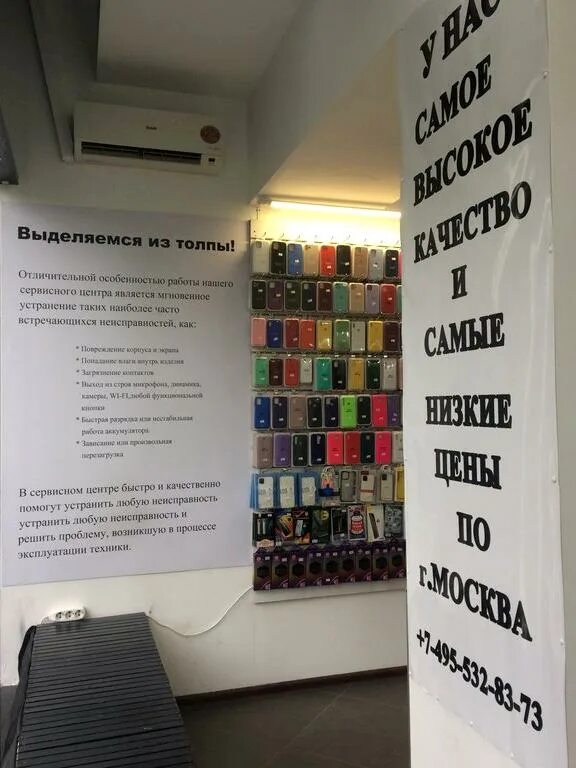 Выделяемся из толпы!
Отличительной особенностью работы нашего
сервисного центра является мгновенное
устранение таких наиболее часто
встречающихся неисправностей, как:
* Повреждение корпуса и экрана
* Попадание влаги внутрь изделия
* Загрязнение контактов
* Выход из строя микрофона, динамика,
камеры, WI-FI,любой функциональной
кнопки
* Быстрая разрядка или нестабильная
работа аккумулятора
* Зависание или произвольная
перезагрузка
В сервисном центре быстро и качественно
помогут устранить любую неисправность
устранить любую неисправность и
решить проблему, возникшую в процессе
эксплуатации техники.
У НАС
САМОЕ
ВЫСОКОЕ
КАЧЕСТВО
И
САМЫЕ
НИЗКИЕ
ЦЕНЫ
ПО
г.МОСКВА
+7-495-532-83-73